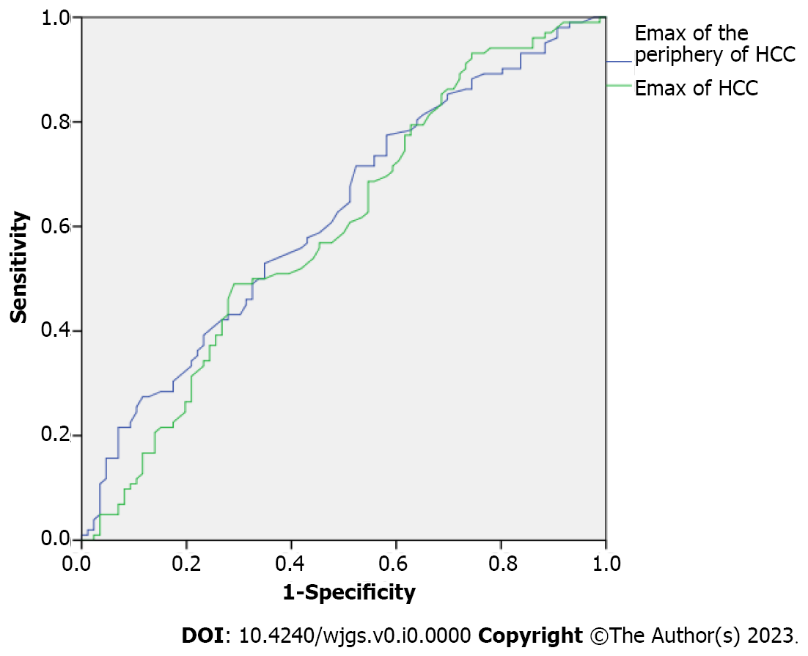 1.0
0.8
0.6
0.4
0.2
0.0
Sensitivity
0.0 0.2 0.4 0.6 0.8 1.0
1-Specificity
Emax of the
periphery of HCC
Emax of HCC
DOI: 10.4240/wjgs.v0.i0.0000 Copyright ©The Author(s) 2023.